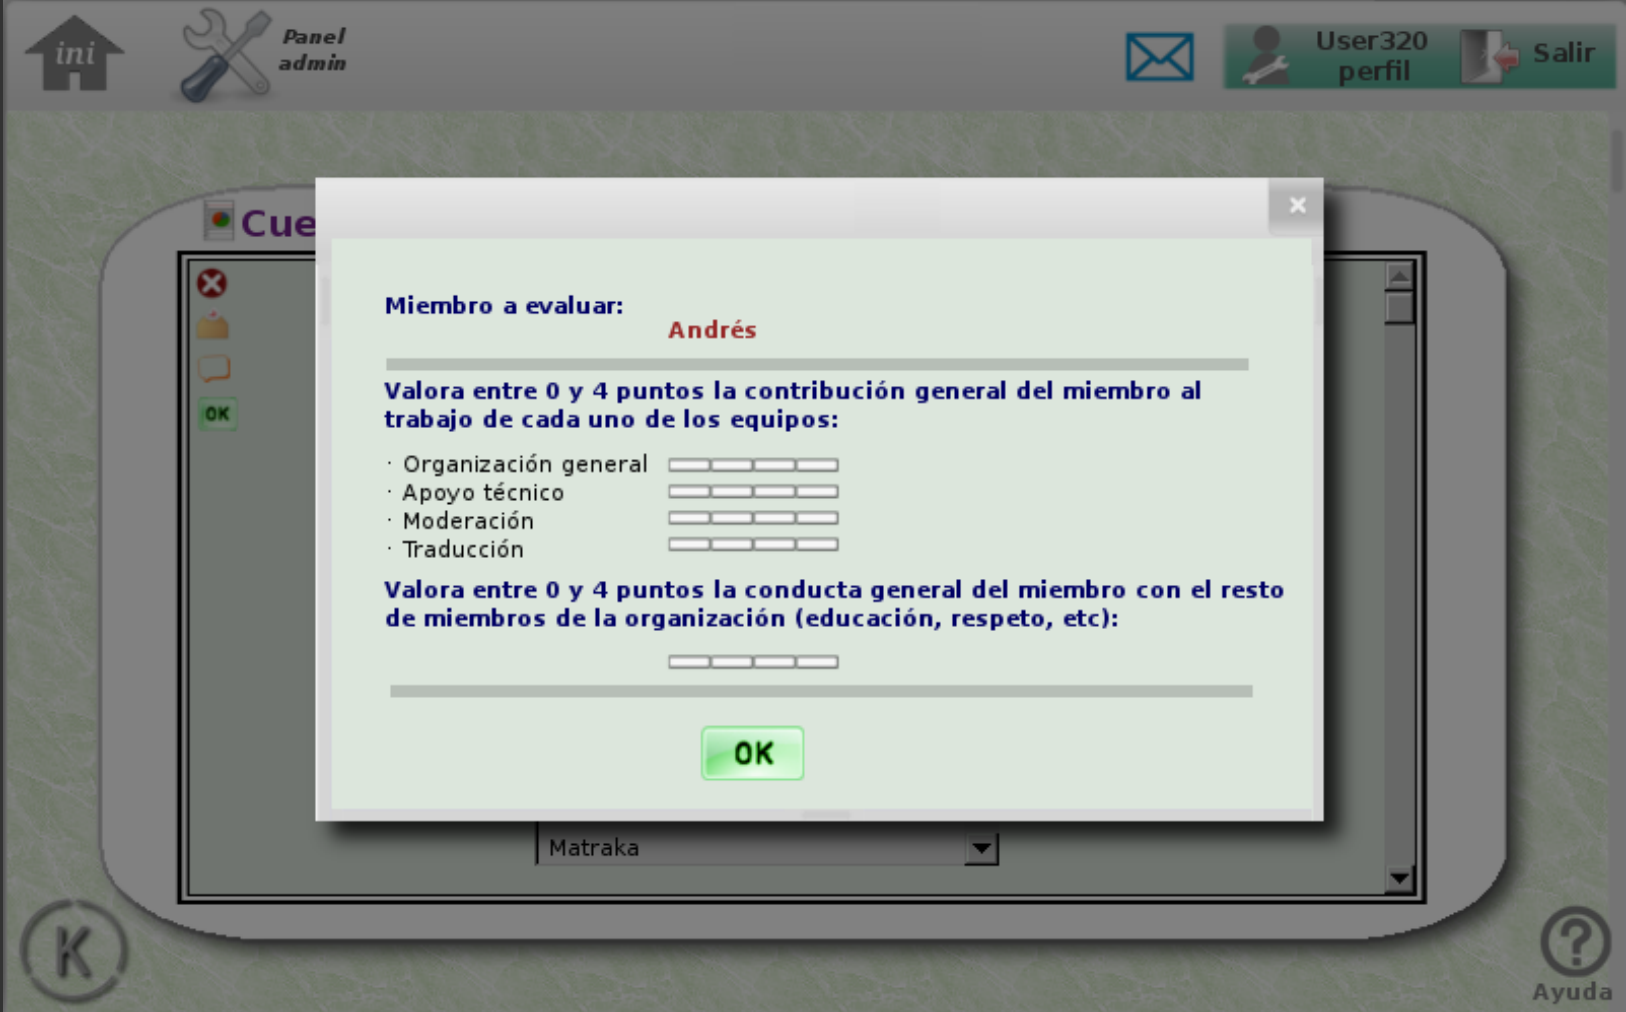 ini
Panel
admin
User320
perfil
Salir
Cue
×
Miembro a evaluar:
Andrés
Valora entre 0 y 4 puntos la contribución general del miembro al
trabajo de cada uno de los equipos:
· Organización general
· Apoyo técnico
· Moderación
· Traducción
Valora entre 0 y 4 puntos la conducta general del miembro con el resto
de miembros de la organización (educación, respeto, etc):
OK
OK
Matraka
K
?
Ayuda